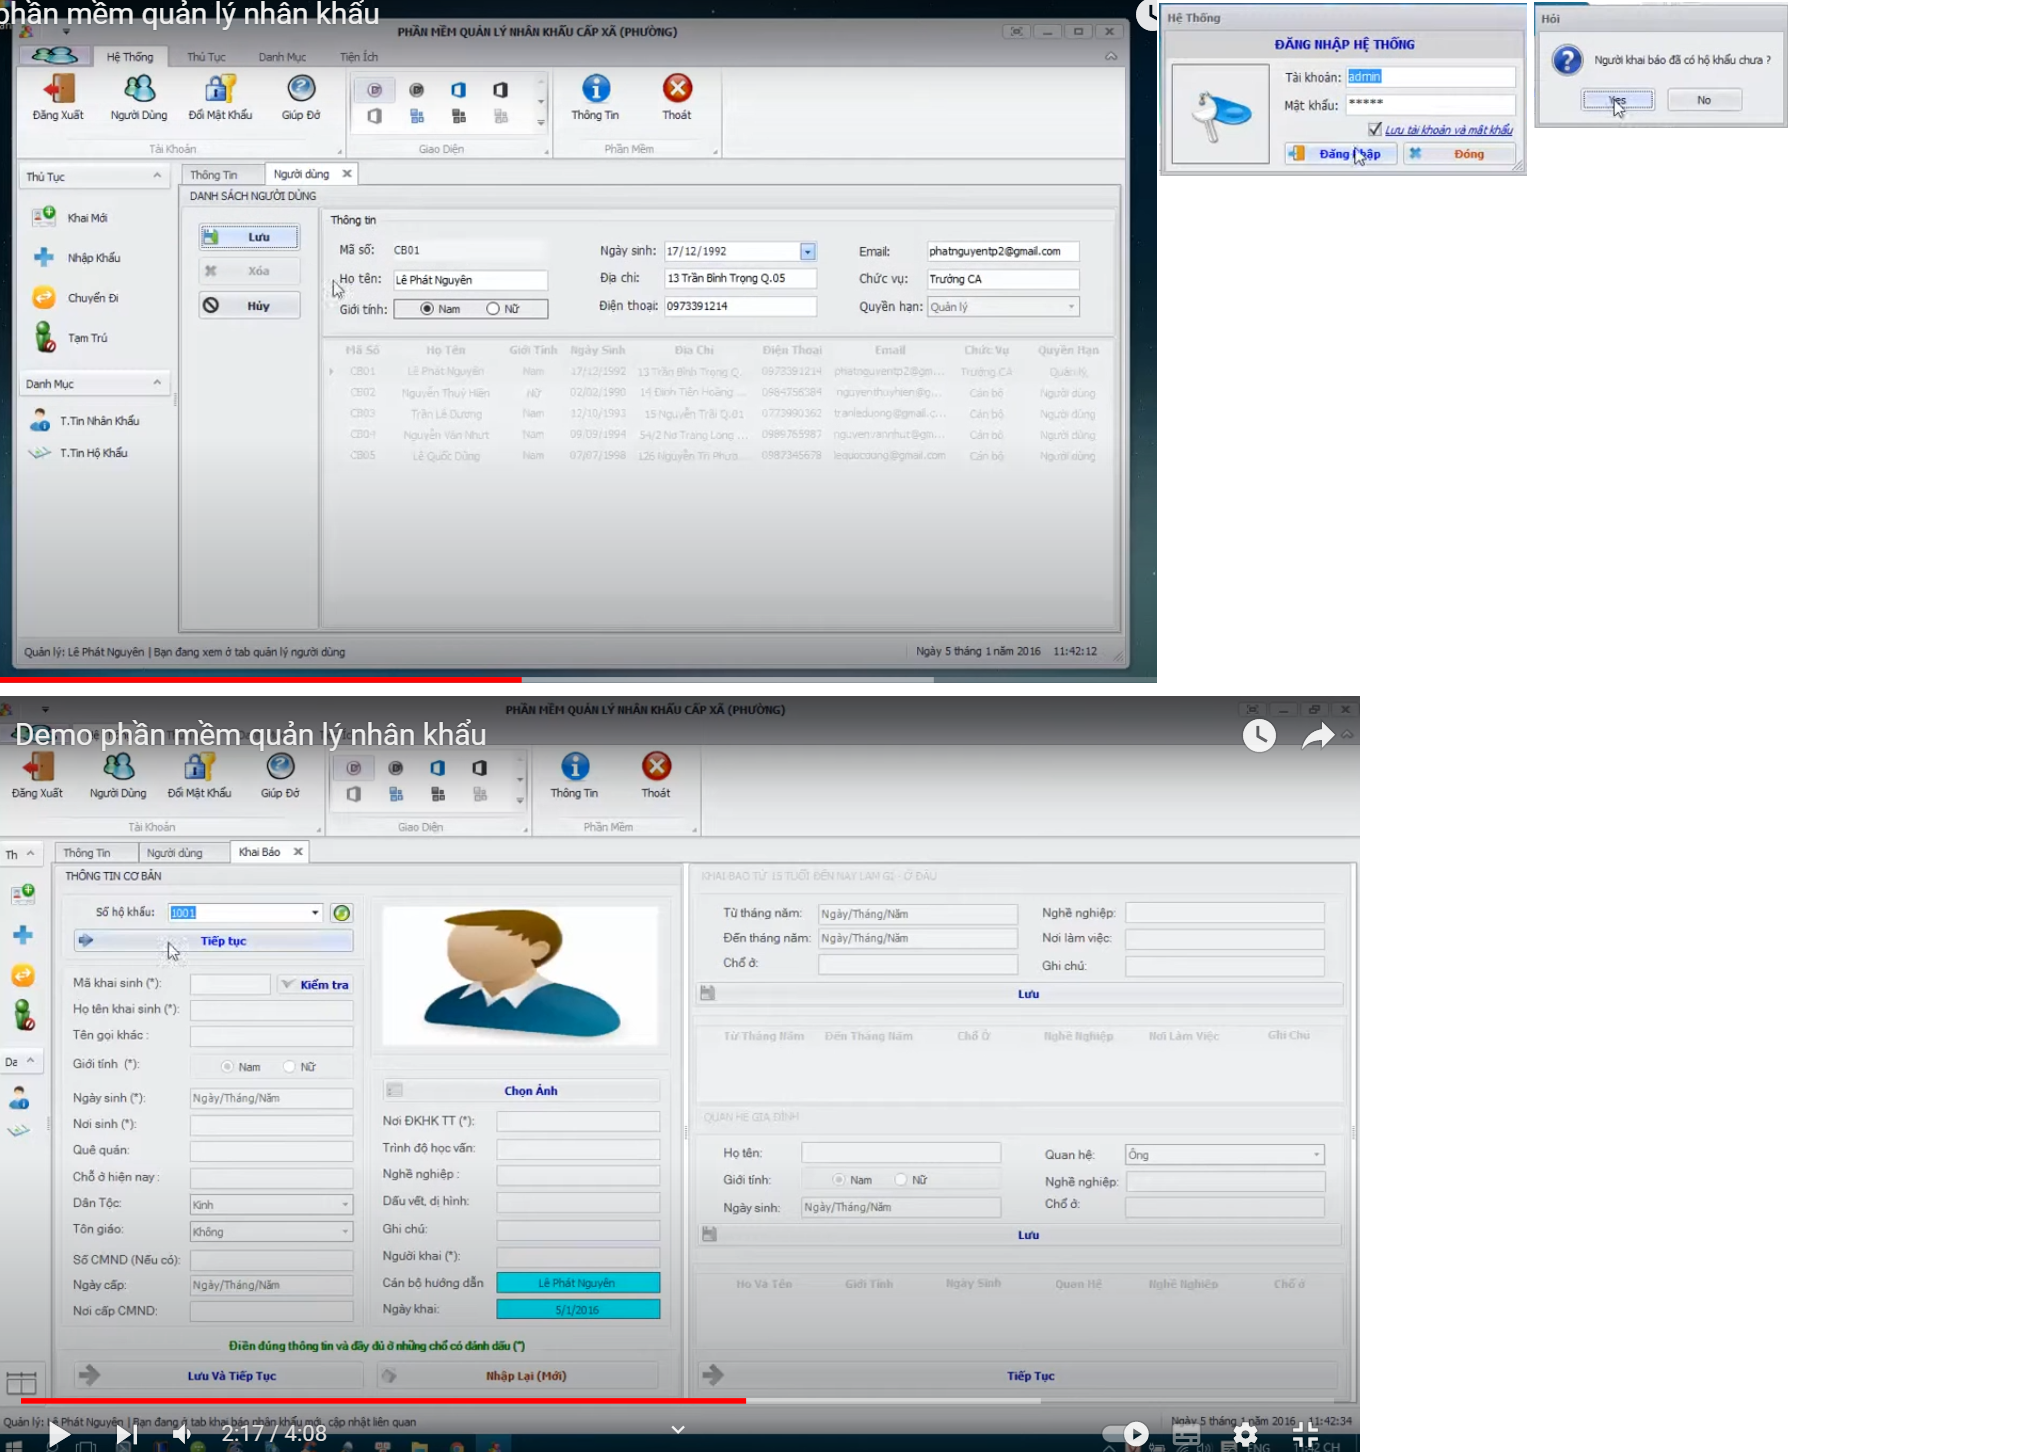 phần mềm quản lý nhân khẩu
PHẦN MỀM QUẢN LÝ NHÂN KHẨU CẤP XÃ (PHƯỜNG)
Hệ Thống Thủ Tục Danh Mục Tiện Ích
Đăng Xuất Người Dùng Đổi Mật Khẩu Giúp Đỡ Thông Tin Thoát
Tài Khoản Giao Diện Phần Mềm
Thủ Tục
Khai Mới
Nhập Khẩu
Chuyển Đi
Tạm Trú
Danh Mục
T.Tin Nhân Khẩu
T.Tin Hộ Khẩu
Thông Tin Người dùng
DANH SÁCH NGƯỜI DÙNG
Lưu
Xóa
Hủy
Thông tin
Mã số: CB01 Ngày sinh: 17/12/1992 Email: phatnguyentp2@gmail.com
Họ tên: Lê Phát Nguyên Địa chỉ: 13 Trần Bình Trọng Q.05 Chức vụ: Trưởng CA
Giới tính: Nam Nữ Điện thoại: 0973391214 Quyền hạn: Quản lý
Mã Số Họ Tên Giới Tính Ngày Sinh Địa Chỉ Điện Thoại Email Chức Vụ Quyền Hạn
CB01 Lê Phát Nguyên Nam 17/12/1992 13 Trần Bình Trọng Q. 0973391214 phatnguyentp2@gm... Trưởng CA Quản lý
CB02 Nguyễn Thuý Hiền Nữ 02/02/1990 14 Đinh Tiên Hoàng ... 0984756384 nguyenthuyhien@g... Cán bộ Người dùng
CB03 Trần Lê Dương Nam 12/10/1993 15 Nguyễn Trãi Q.01 0773990362 tranleduong@gmail.c... Cán bộ Người dùng
CB04 Nguyễn Văn Nhựt Nam 09/09/1994 54/2 Nơ Trang Long ... 0989765987 nguyenvannhut@gm... Cán bộ Người dùng
CB05 Lê Quốc Dũng Nam 07/07/1998 126 Nguyễn Tri Phươ... 0987345678 Cán bộ Người dùng
Quản lý: Lê Phát Nguyên | Bạn đang xem ở tab quản lý người dùng Ngày 5 tháng 1 năm 2016 11:42:12
Hệ Thống
ĐĂNG NHẬP HỆ THỐNG
Tài khoản: admin
Mật khẩu: *****
Lưu tài khoản và mật khẩu
Đăng Nhập Đóng
Hỏi
Người khai báo đã có hộ khẩu chưa ?
Yes No
PHẦN MỀM QUẢN LÝ NHÂN KHẨU CẤP XÃ (PHƯỜNG)
Demo phần mềm quản lý nhân khẩu
Đăng Xuất Người Dùng Đổi Mật Khẩu Giúp Đỡ Thông Tin Thoát
Tài Khoản Giao Diện Phần Mềm
Th
Da
Thông Tin Người dùng Khai Báo
THÔNG TIN CƠ BẢN
Số hộ khẩu: 1001
Tiếp tục
Mã khai sinh (*): Kiểm tra
Họ tên khai sinh (*):
Tên gọi khác :
Giới tính (*): Nam Nữ
Ngày sinh (*): Ngày/Tháng/Năm
Nơi sinh (*):
Quê quán:
Chỗ ở hiện nay :
Dân Tộc: Kinh
Tôn giáo: Không
Số CMND (Nếu có):
Ngày cấp: Ngày/Tháng/Năm
Nơi cấp CMND:
Chọn Ảnh
Nơi ĐKHK TT (*):
Trình độ học vấn:
Nghề nghiệp :
Dấu vết, dị hình:
Ghi chú:
Người khai (*):
Cán bộ hướng dẫn Lê Phát Nguyên
Ngày khai: 5/1/2016
Điền đúng thông tin và đầy đủ ở những chổ có đánh dấu (*)
Lưu Và Tiếp Tục Nhập Lại (Mới)
KHAI BÁO TỪ 15 TUỔI ĐẾN NAY LÀM GÌ - Ở ĐÂU
Từ tháng năm: Ngày/Tháng/Năm Nghề nghiệp:
Đến tháng năm: Ngày/Tháng/Năm Nơi làm việc:
Chổ ở: Ghi chú:
Lưu
Từ Tháng Năm Đến Tháng Năm Chổ Ở Nghề Nghiệp Nơi Làm Việc Ghi Chú
QUAN HỆ GIA ĐÌNH
Họ tên: Quan hệ: Ông
Giới tính: Nam Nữ Nghề nghiệp:
Ngày sinh: Ngày/Tháng/Năm Chổ ở:
Lưu
Họ Và Tên Giới Tính Ngày Sinh Quan Hệ Nghề Nghiệp Chổ ở
Tiếp Tục
Quản lý: Lê Phát Nguyên | Bạn đang ở tab khai báo nhân khẩu mới, cập nhật liên quan Ngày 5 tháng 1 năm 2016 11:42:34
2:17 / 4:08
ENG 11:42 CH